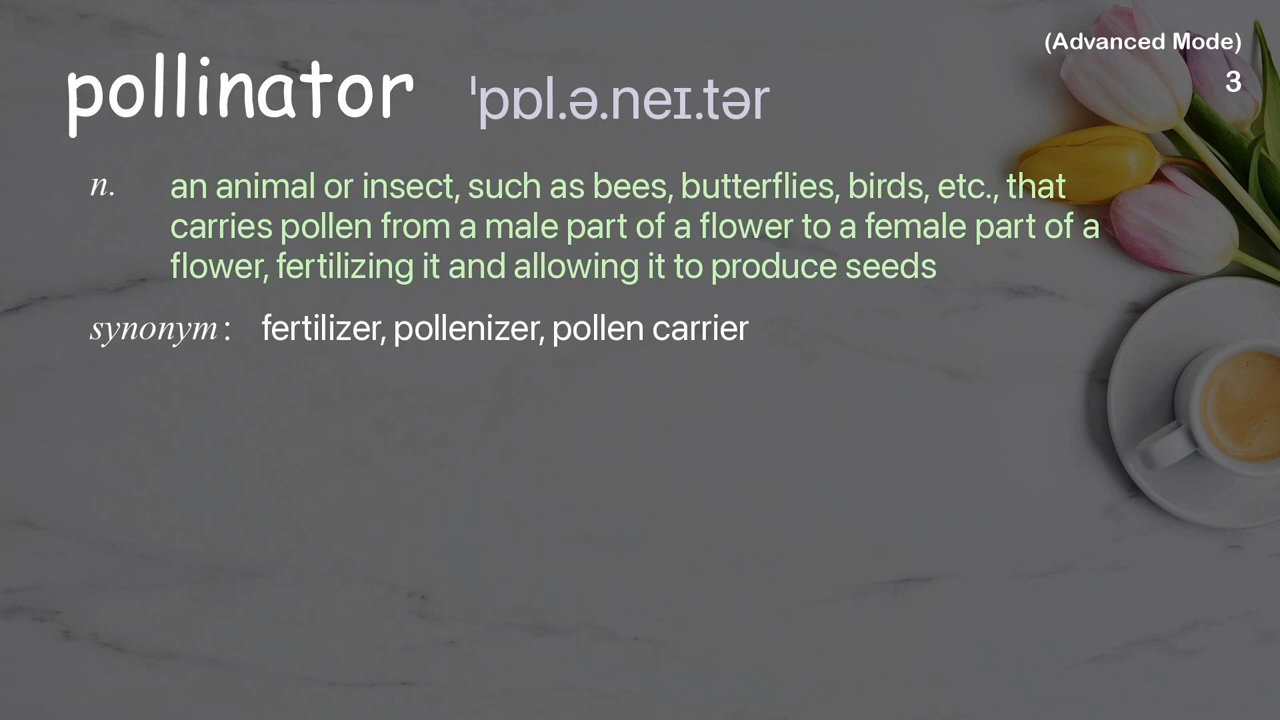 (Advanced Mode)
3
pollinator ˈpɒl.ə.neɪ.tər
n. an animal or insect, such as bees, butterflies, birds, etc., that
carries pollen from a male part of a flower to a female part of a
flower, fertilizing it and allowing it to produce seeds
synonym: fertilizer, pollenizer, pollen carrier